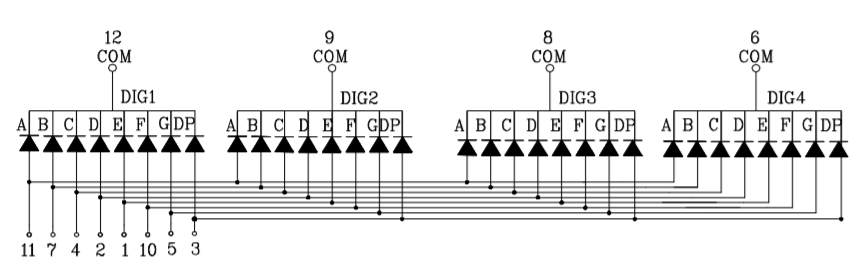 12 9 8 6
COM COM COM COM
DIG1 DIG2 DIG3 DIG4
A B C D E F G DP A B C D E F G DP A B C D E F G DP A B C D E F G DP
11 7 4 2 1 10 5 3